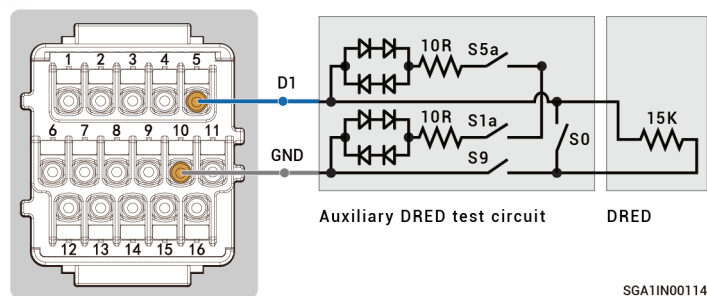 1 2 3 4 5
6 7 8 9 10 11
12 13 14 15 16
D1
GND
10R S5a
10R S1a
S9
S0
15K
Auxiliary DRED test circuit
DRED
SGA1IN00114